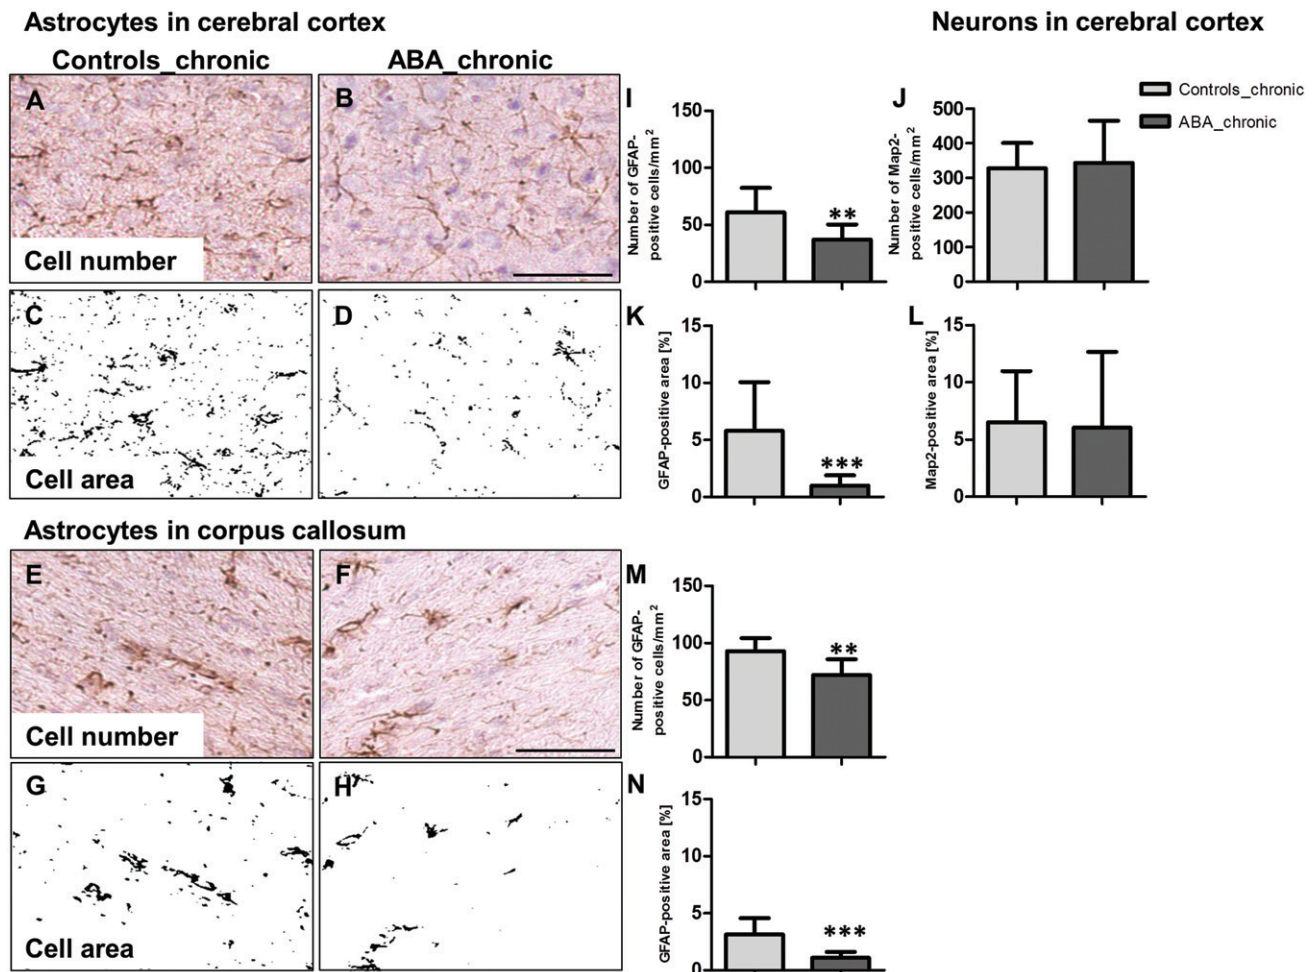 Astrocytes in cerebral cortex
Neurons in cerebral cortex
Controls_chronic
ABA_chronic
A
B
Cell number
C
D
Cell area
I
Number of GFAP-
positive cells/mm2
150
100
50
0
**
J
Number of Map2-
positive cells/mm2
500
400
300
200
100
0
Controls_chronic
ABA_chronic
K
GFAP-positive area [%]
15
10
5
0
***
L
Map2-positive area [%]
15
10
5
0
Astrocytes in corpus callosum
E
F
Cell number
G
H
Cell area
M
Number of GFAP-
positive cells/mm2
150
100
50
0
**
N
GFAP-positive area [%]
15
10
5
0
***